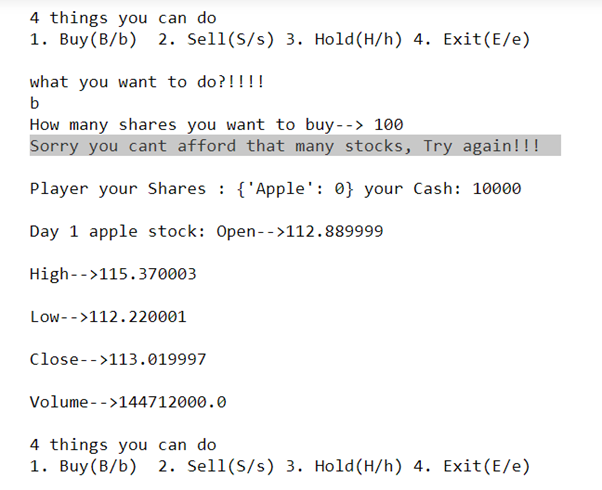 4 things you can do
1. Buy(B/b)  2. Sell(S/s) 3. Hold(H/h) 4. Exit(E/e)
what you want to do?!!!!
b
How many shares you want to buy--> 100
Sorry you cant afford that many stocks, Try again!!!
Player your Shares : {'Apple': 0} your Cash: 10000
Day 1 apple stock: Open-->112.889999
High-->115.370003
Low-->112.220001
Close-->113.019997
Volume-->144712000.0
4 things you can do
1. Buy(B/b)  2. Sell(S/s) 3. Hold(H/h) 4. Exit(E/e)